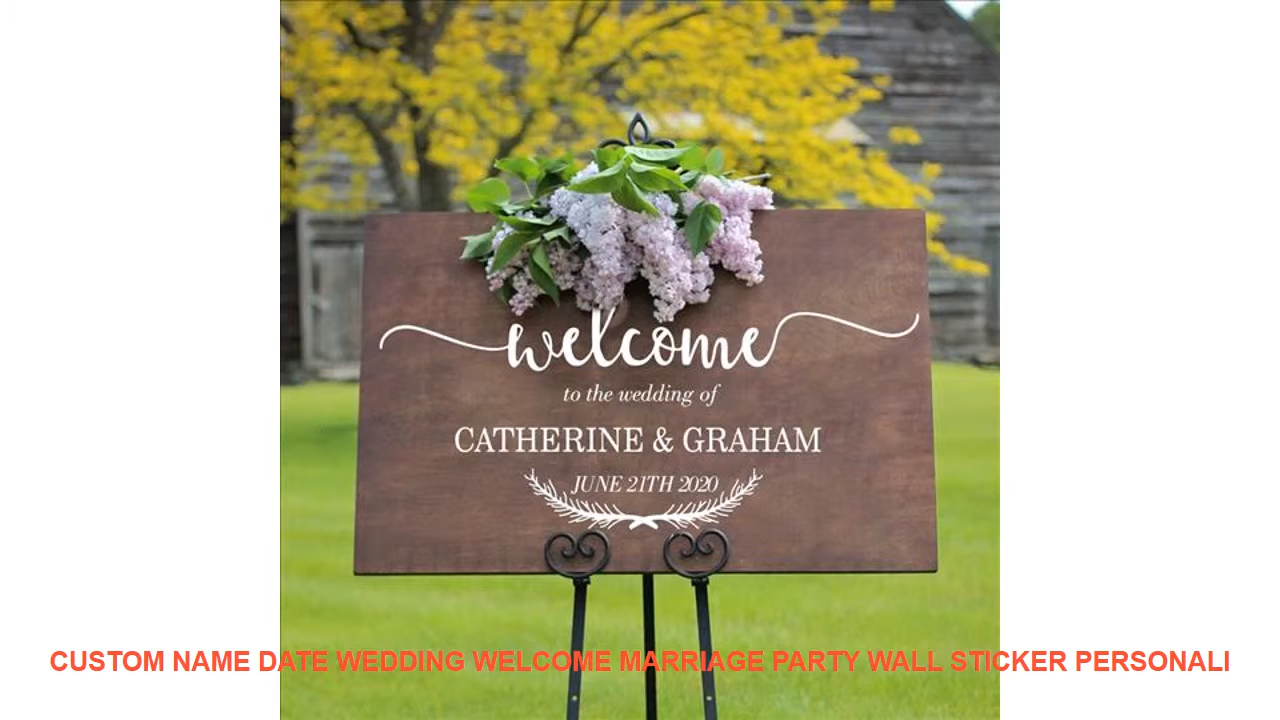 welcome
to the wedding of
CATHERINE & GRAHAM
JUNE 21TH 2020
CUSTOM NAME DATE WEDDING WELCOME MARRIAGE PARTY WALL STICKER PERSONALI